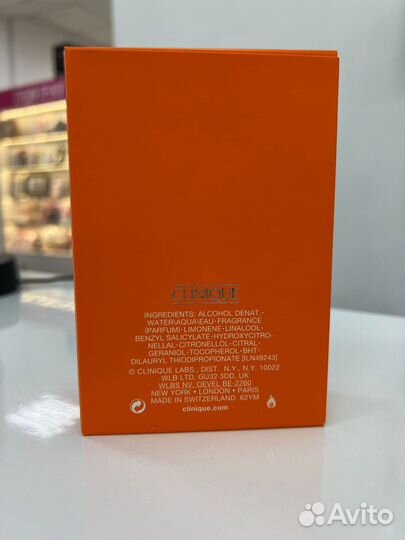 CLINIQUE
INGREDIENTS: ALCOHOL DENAT.•
WATER\AQUA\EAU•FRAGRANCE
(PARFUM)•LIMONENE•LINALOOL•
BENZYL SALICYLATE•HYDROXYCITRO-
NELLAL•CITRONELLOL•CITRAL•
GERANIOL•TOCOPHEROL•BHT•
DILAURYL THIODIPROPIONATE [ILN49243]
© CLINIQUE LABS., DIST. N.Y., N.Y. 10022
WLB LTD, GU32 3DD, UK
WLBS NV, DEVEL BE-2260
NEW YORK • LONDON • PARIS
MADE IN SWITZERLAND 62YM
clinique.com
Avito